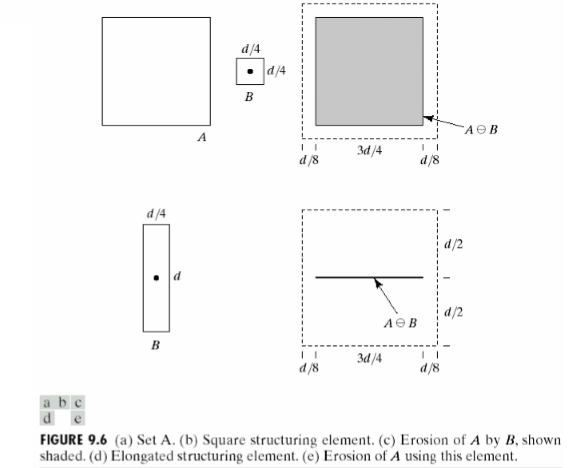 d/4
d/4
B
A
A ⊖ B
3d/4
d/8
d/8
d/4
d
B
d/2
d/2
A ⊖ B
3d/4
d/8
d/8
a b c
d e
FIGURE 9.6 (a) Set A. (b) Square structuring element. (c) Erosion of A by B, shown
shaded. (d) Elongated structuring element. (e) Erosion of A using this element.